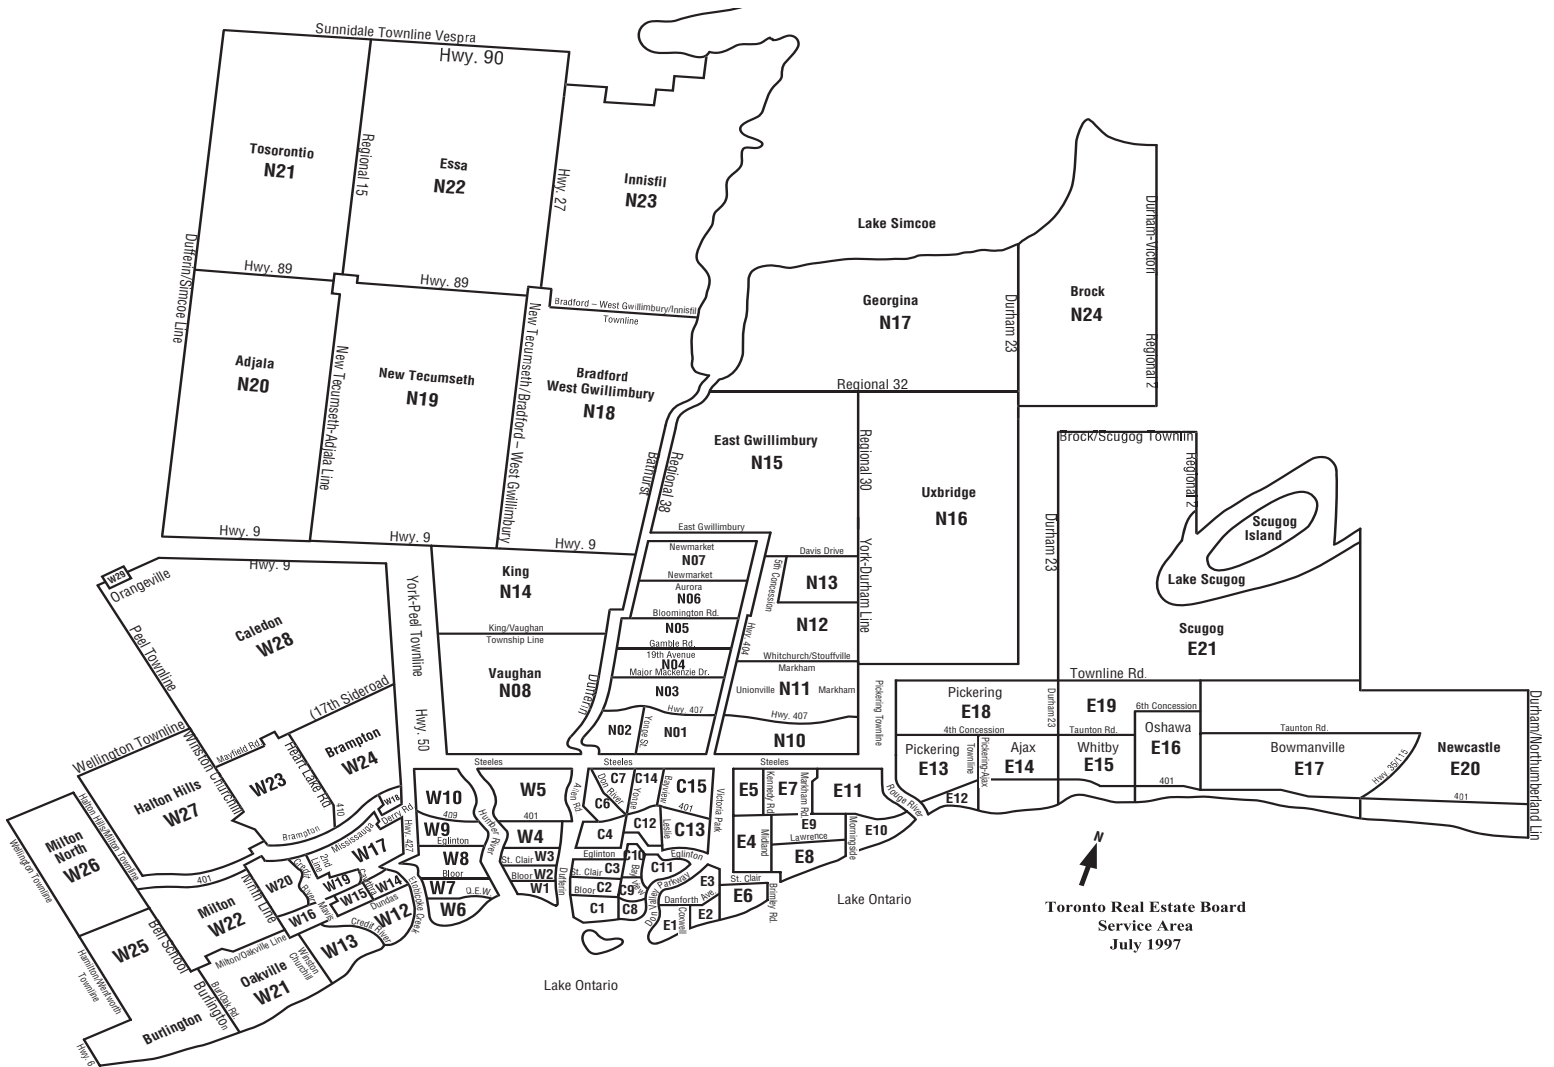 Sunnidale Townline Vespra
Hwy. 90
Tosorontio
N21
Regional 15
Essa
N22
Hwy. 27
Innisfil
N23
Lake Simcoe
Durham-Victori
Regional 2
Dufferin/Simcoe Line
Hwy. 89
Hwy. 89
Bradford – West Gwillimbury/Innisfil
Townline
Georgina
N17
Durham 23
Brock
N24
Adjala
N20
New Tecumseth-Adjala Line
New Tecumseth
N19
New Tecumseth/Bradford – West Gwillimbury
Bradford
West Gwillimbury
N18
Regional 32
Bathurst
Regional 38
East Gwillimbury
N15
Regional 30
Uxbridge
N16
Brock/Scugog Townlin
Regional 2
Scugog
Island
Lake Scugog
Durham 23
Hwy. 9
Hwy. 9
Hwy. 9
East Gwillimbury
Hwy. 9
W29
Orangeville
Peel Townline
Caledon
W28
York-Peel Townline
King
N14
King/Vaughan
Township Line
Newmarket
N07
Newmarket
Aurora
N06
Bloomington Rd.
N05
Gamble Rd.
19th Avenue
N04
Major Mackenzie Dr.
N03
Davis Drive
5th Concession
N13
N12
Hwy. 404
Whitchurch/Stouffville
York-Durham Line
Scugog
E21
Townline Rd.
Vaughan
N08
Dufferin
Markham
Unionville
N11
Markham
Hwy. 407
Hwy. 407
N02
Yonge St.
N01
N10
Pickering Townline
Pickering
E18
4th Concession
Durham 23
E19
Taunton Rd.
6th Concession
Oshawa
E16
Taunton Rd.
Bowmanville
E17
Hwy. 35/115
Newcastle
E20
Durham/Northumberland Lin
Pickering
E13
Townline
Pickering-Ajax
Ajax
E14
Whitby
E15
401
401
E12
(17th Sideroad
Hwy. 50
Wellington Townline
Winston Churchill
Mayfield Rd.
Heart Lake Rd
Brampton
W24
W23
410
Halton Hills
W27
Halton Hills/Milton Townline
Brampton
Mississauga
W18
Derry Rd.
Hwy. 427
W17
Milton
North
W26
Wellington Townline
401
Ninth Line
W20
Credit
River
2nd
Line
W19
Creditview
W15
W14
Mavis
W16
Dundas
W12
Credit River
Etobicoke Creek
W13
Milton
W22
W25
Bell School
Milton/Oakville Line
Winston
Churchill
Oakville
W21
Hamilton/Wentworth
Townline
Burl/Oak Rd.
Burlington
Burlington
Hwy. 6
Steeles
Steeles
Steeles
Steeles
W10
409
W9
Eglinton
W8
Bloor
W7
Q.E.W.
W6
Humber River
W5
401
W4
St. Clair
W3
Bloor
W2
W1
Allen Rd
Dufferin
C7
Don River
C6
C14
Yonge
Bayview
C15
401
C4
C12
Leslie
C13
Victoria Park
Eglinton
C10
Eglinton
St. Clair
C3
Bay
view
C11
Bloor
C2
C9
C1
C8
Don Valley
Parkway
E3
Danforth Ave.
E1
Coxwell
E2
St. Clair
E6
Brimley Rd.
E5
Kennedy Rd
E7
Markham Rd.
E11
Rouge River
E4
Midland
E9
Lawrence
E8
Morningside
E10
Lake Ontario
Lake Ontario
N
Toronto Real Estate Board
Service Area
July 1997